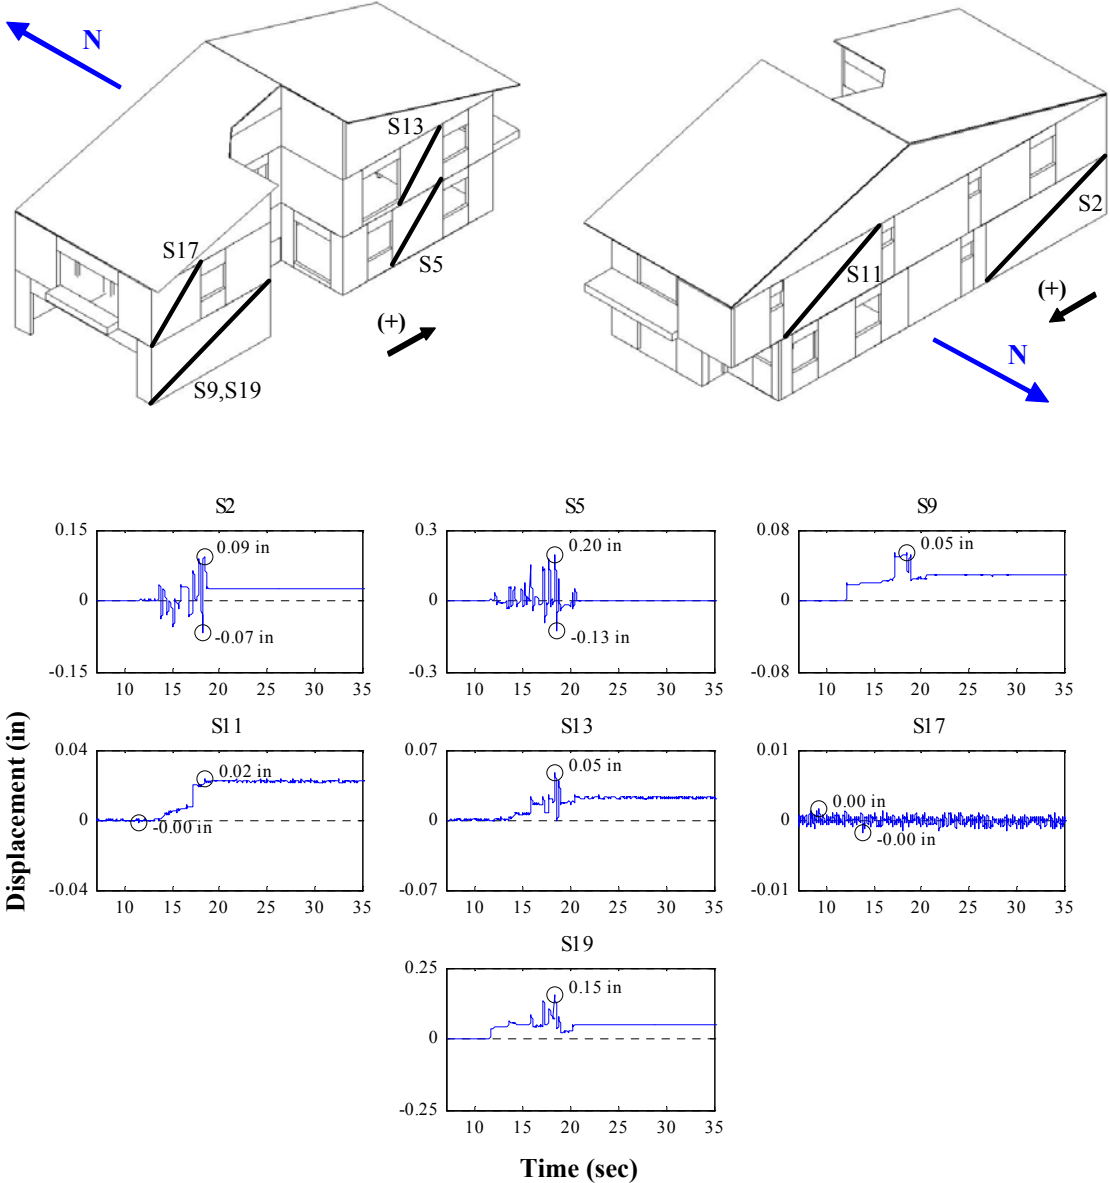 N
S13
S17
S5
(+)
S9,S19
S2
S11
(+)
N
S2
0.15
0
-0.15
0.09 in
-0.07 in
10 15 20 25 30 35
S5
0.3
0
-0.3
0.20 in
-0.13 in
10 15 20 25 30 35
S9
0.08
0
-0.08
0.05 in
10 15 20 25 30 35
S11
0.04
0
-0.04
0.02 in
-0.00 in
10 15 20 25 30 35
S13
0.07
0
-0.07
0.05 in
10 15 20 25 30 35
S17
0.01
0
-0.01
0.00 in
-0.00 in
10 15 20 25 30 35
S19
0.25
0
-0.25
0.15 in
10 15 20 25 30 35
Displacement (in)
Time (sec)